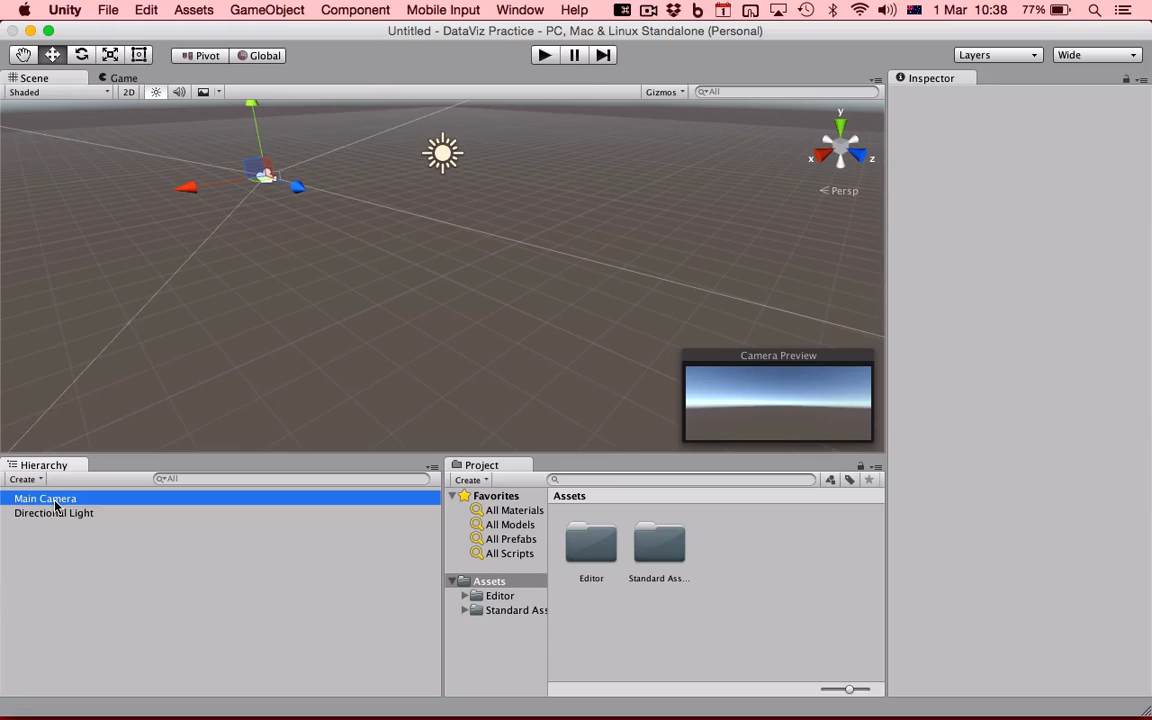 Unity File Edit Assets GameObject Component Mobile Input Window Help 1 1 Mar 10:38 77%
Untitled - DataViz Practice - PC, Mac & Linux Standalone (Personal)
Pivot Global Layers Wide
Scene Game Inspector
Shaded 2D Gizmos All
y
x z
Persp
Camera Preview
Hierarchy Project
Create All Create
Main Camera Favorites Assets
Directional Light All Materials
All Models
All Prefabs
All Scripts
Editor Standard Ass...
Assets
Editor
Standard Ass